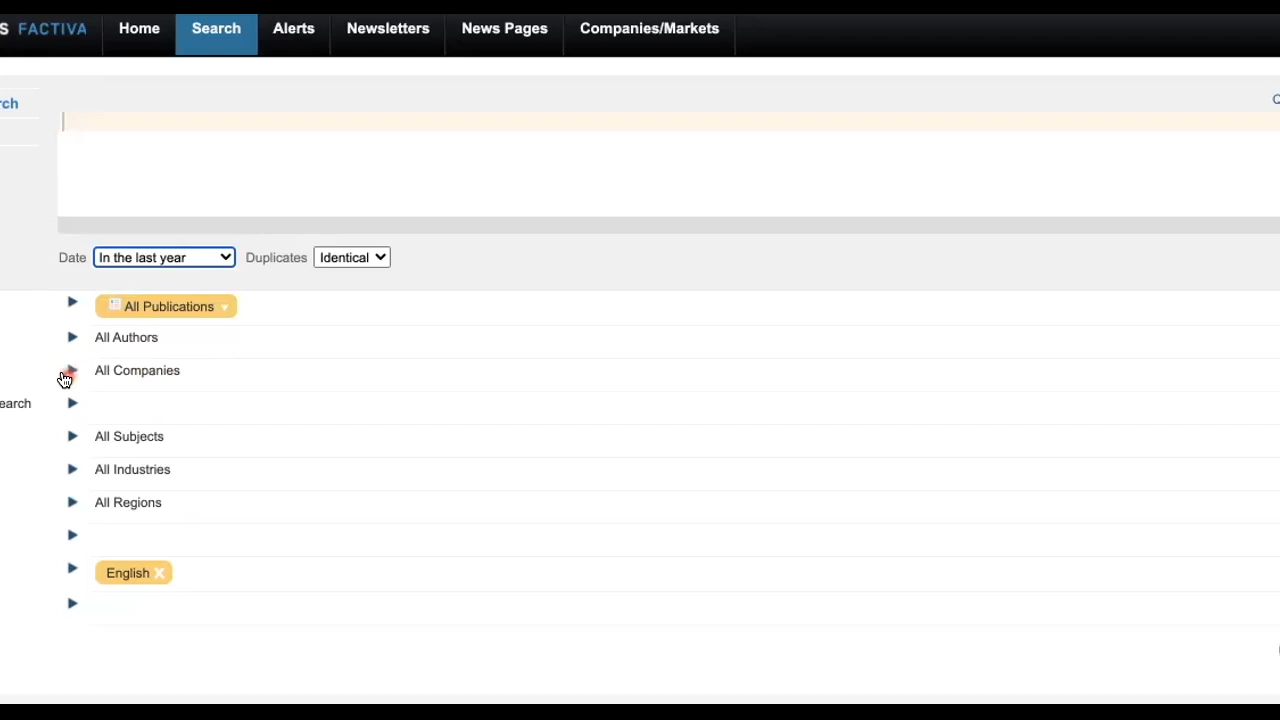 S FACTIVA Home Search Alerts Newsletters News Pages Companies/Markets
rch
Date In the last year Duplicates Identical
All Publications
All Authors
All Companies
earch
All Subjects
All Industries
All Regions
English